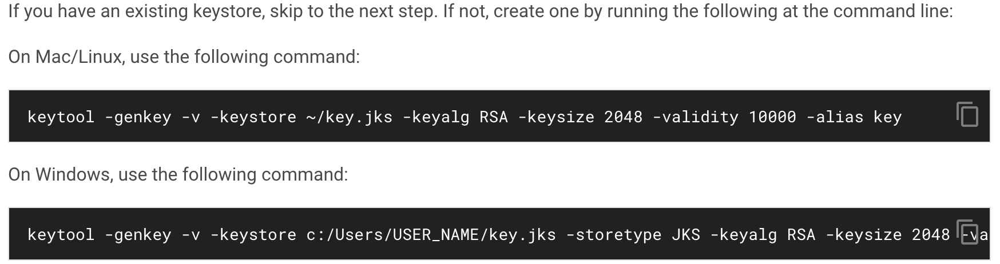 If you have an existing keystore, skip to the next step. If not, create one by running the following at the command line:
On Mac/Linux, use the following command:
keytool -genkey -v -keystore ~/key.jks -keyalg RSA -keysize 2048 -validity 10000 -alias key
On Windows, use the following command:
keytool -genkey -v -keystore c:/Users/USER_NAME/key.jks -storetype JKS -keyalg RSA -keysize 2048 -va